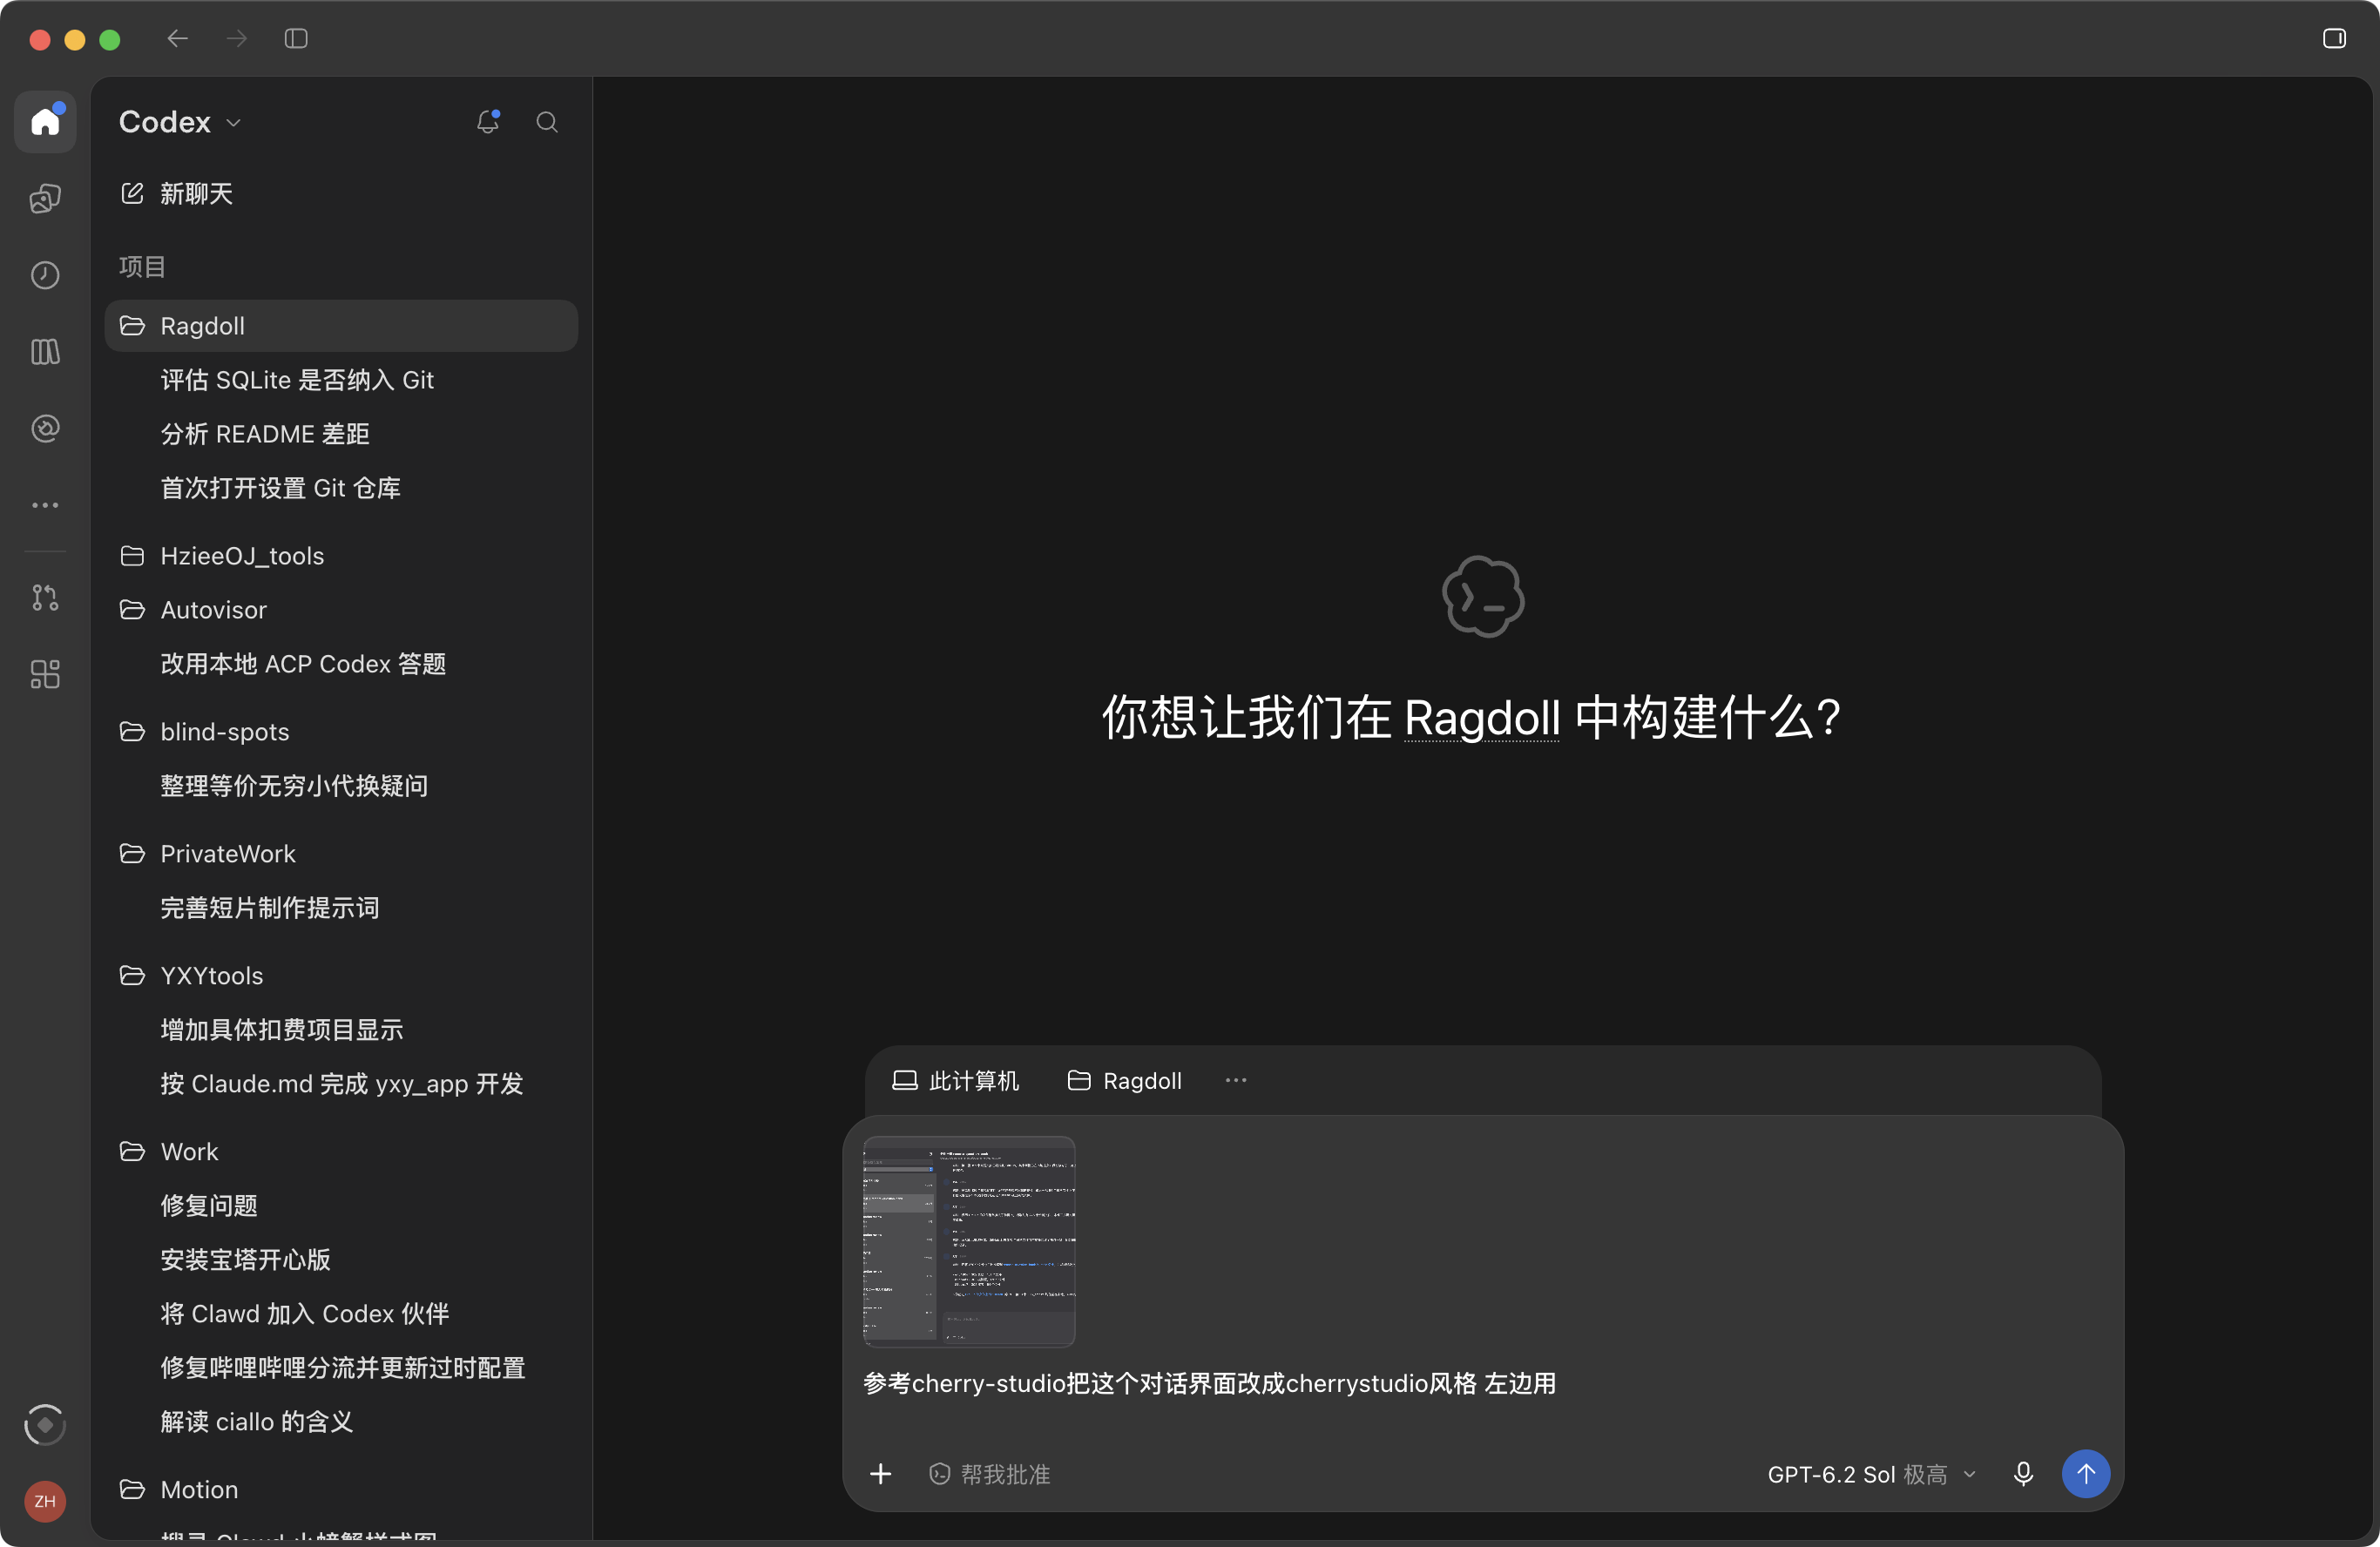 Codex
新聊天
项目
Ragdoll
评估 SQLite 是否纳入 Git
分析 README 差距
首次打开设置 Git 仓库
HzieeOJ_tools
Autovisor
改用本地 ACP Codex 答题
blind-spots
整理等价无穷小代换疑问
PrivateWork
完善短片制作提示词
YXYtools
增加具体扣费项目显示
按 Claude.md 完成 yxy_app 开发
Work
修复问题
安装宝塔开心版
将 Clawd 加入 Codex 伙伴
修复哔哩哔哩分流并更新过时配置
解读 ciallo 的含义
Motion
ZH
你想让我们在 Ragdoll 中构建什么?
此计算机
Ragdoll
参考cherry-studio把这个对话界面改成cherrystudio风格 左边用
帮我批准
GPT-6.2 Sol 极高